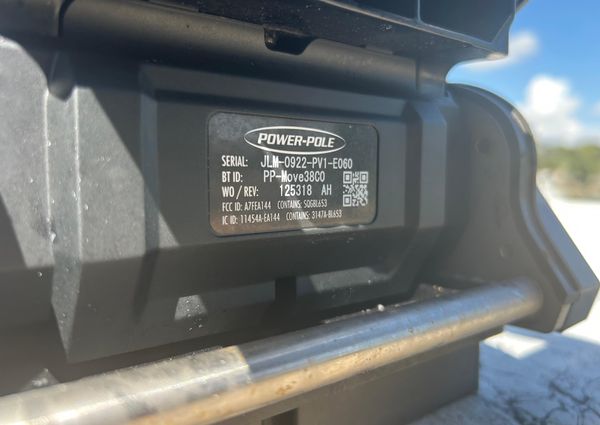 POWER-POLE
SERIAL: JLM-0922-PV1-E060
BT ID: PP-Move38C0
WO / REV: 125318 AH
FCC ID: A7FEA144 CONTAINS: SQGBL653
IC ID: 11454A-EA144 CONTAINS: 3147A-BL653